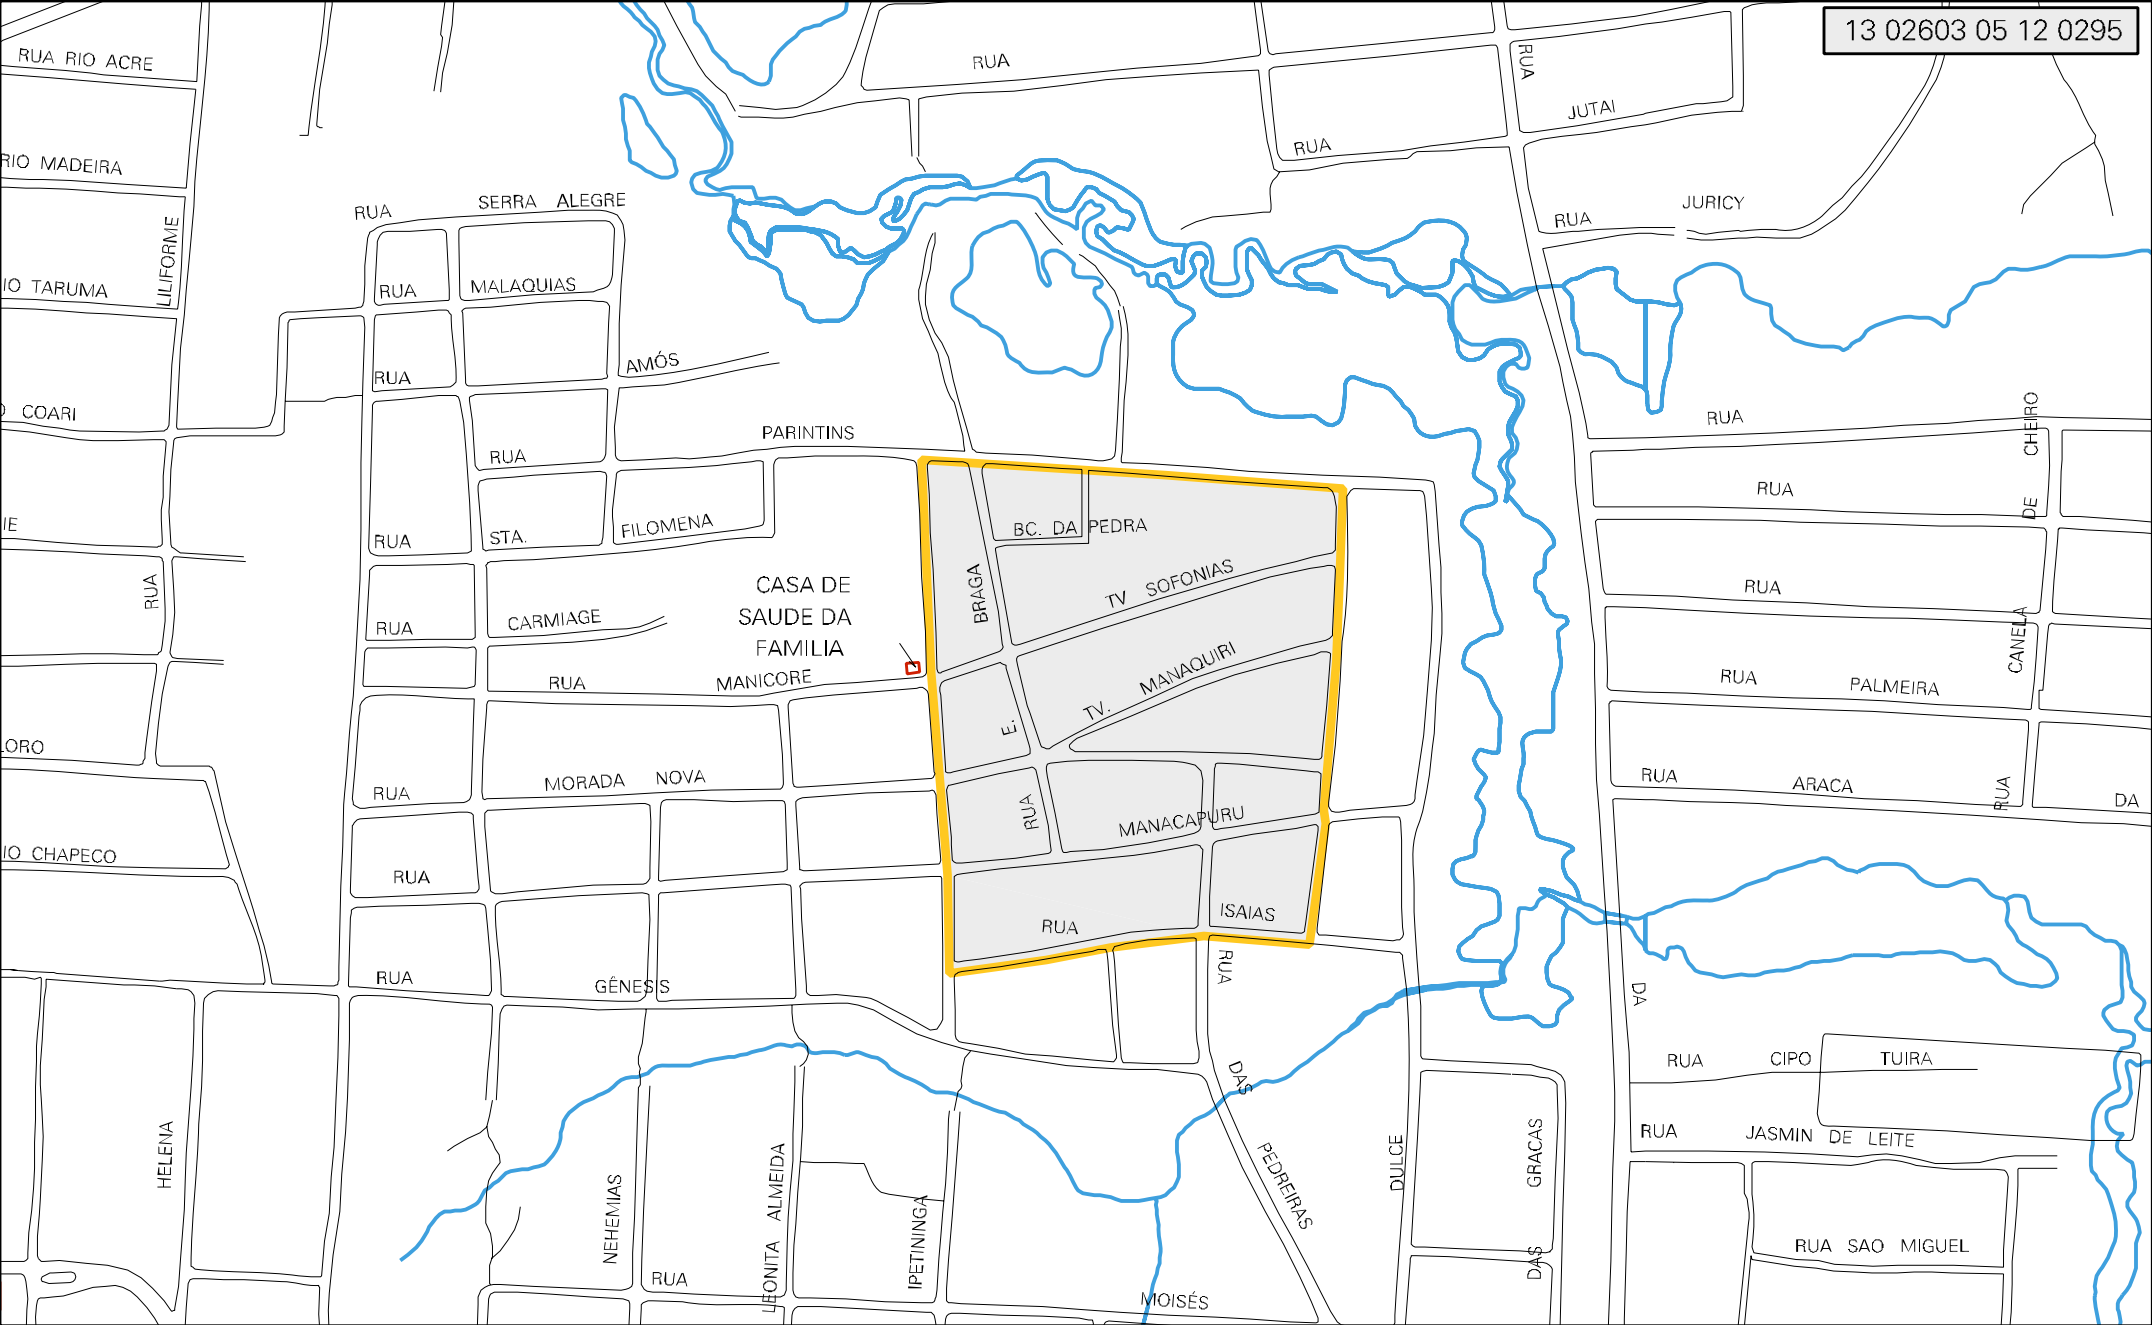 13 02603 05 12 0295
RUA RIO ACRE
RUA
RUA
JUTAI
RUA
RIO MADEIRA
RUA
SERRA ALEGRE
RUA
JURICY
LILIFORME
IO TARUMA
RUA
MALAQUIAS
RUA
AMÓS
COARI
PARINTINS
RUA
RUA
CHEIRO
RUA
DE
IE
RUA
STA.
FILOMENA
BC. DA PEDRA
RUA
CASA DE
SAUDE DA
FAMILIA
BRAGA
TV SOFONIAS
RUA
RUA
CARMIAGE
CANELA
RUA
MANICORE
TV. MANAQUIRI
RUA
PALMEIRA
E.
LORO
RUA
MORADA NOVA
RUA
MANACAPURU
RUA
ARACA
RUA
DA
IO CHAPECO
RUA
RUA
ISAIAS
RUA
GÊNESIS
RUA
DA
RUA CIPO TUIRA
DAS
PEDREIRAS
RUA
JASMIN DE LEITE
HELENA
NEHEMIAS
LEONITA ALMEIDA
IPETININGA
DULCE
GRACAS
DAS
RUA SAO MIGUEL
RUA
MOISÉS